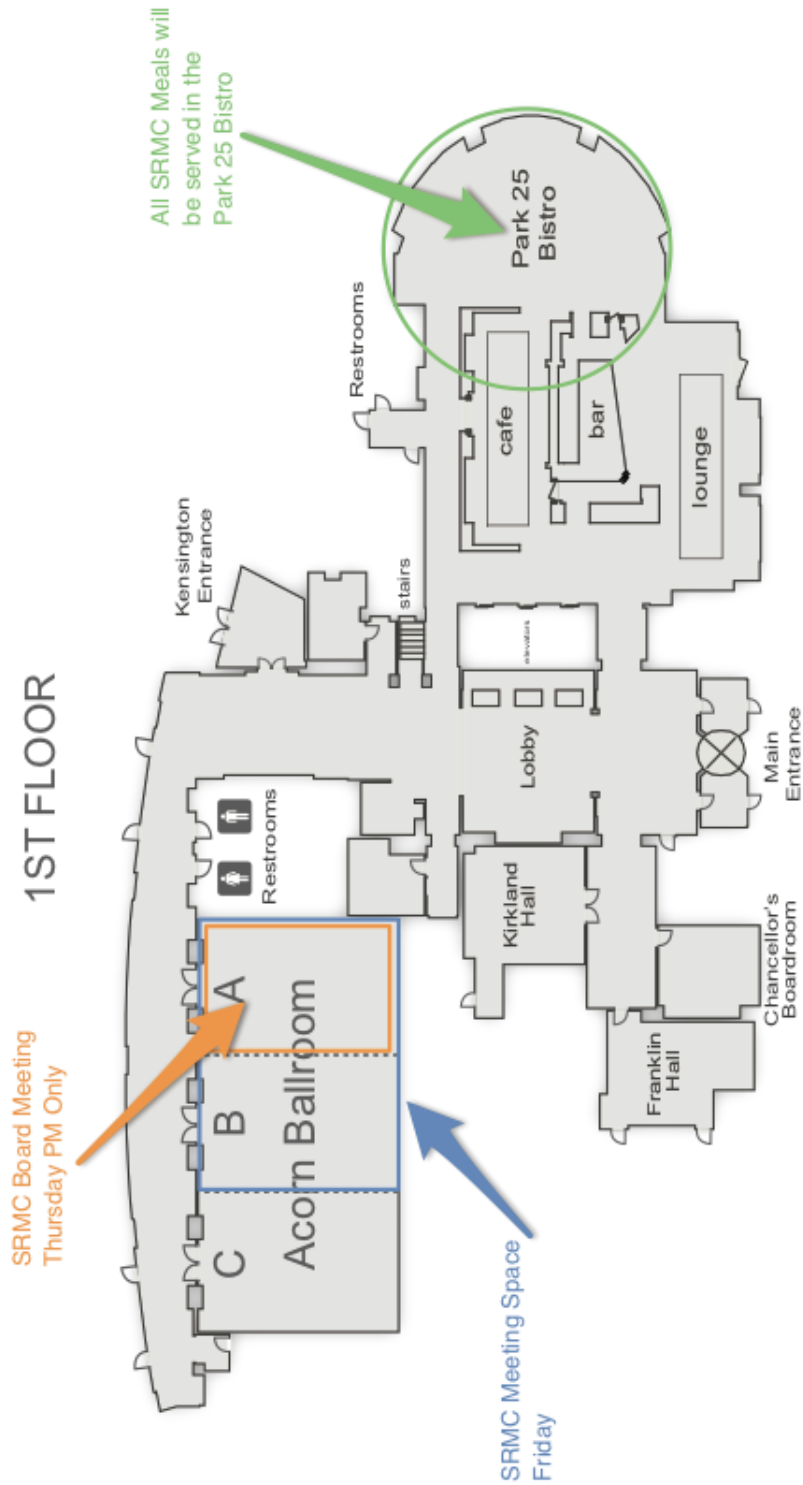 1ST FLOOR
SRMC Board Meeting
Thursday PM Only
All SRMC Meals will
be served in the
Park 25 Bistro
Kensington
Entrance
Restrooms
C
B
A
Acorn Ballroom
Restrooms
stairs
cafe
Park 25
Bistro
bar
elevators
Lobby
lounge
Kirkland
Hall
SRMC Meeting Space
Friday
Franklin
Hall
Chancellor's
Boardroom
Main
Entrance